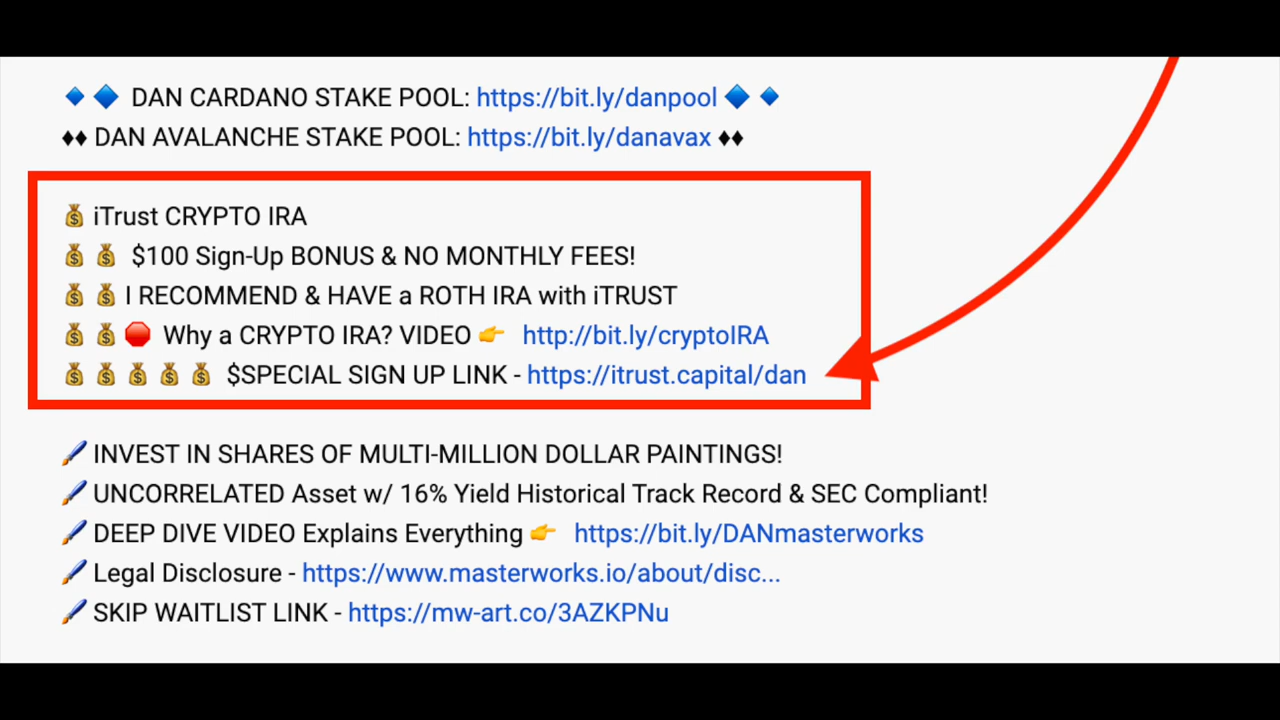 🔹🔷 DAN CARDANO STAKE POOL: https://bit.ly/danpool 🔷🔹
♦♦ DAN AVALANCHE STAKE POOL: https://bit.ly/danavax ♦♦
💰 iTrust CRYPTO IRA
💰💰 $100 Sign-Up BONUS & NO MONTHLY FEES!
💰💰 I RECOMMEND & HAVE a ROTH IRA with iTRUST
💰💰🛑 Why a CRYPTO IRA? VIDEO 👉 http://bit.ly/cryptoIRA
💰💰💰💰💰 $SPECIAL SIGN UP LINK - https://itrust.capital/dan
🖌️ INVEST IN SHARES OF MULTI-MILLION DOLLAR PAINTINGS!
🖌️ UNCORRELATED Asset w/ 16% Yield Historical Track Record & SEC Compliant!
🖌️ DEEP DIVE VIDEO Explains Everything 👉 https://bit.ly/DANmasterworks
🖌️ Legal Disclosure - https://www.masterworks.io/about/disc...
🖌️ SKIP WAITLIST LINK - https://mw-art.co/3AZKPNu